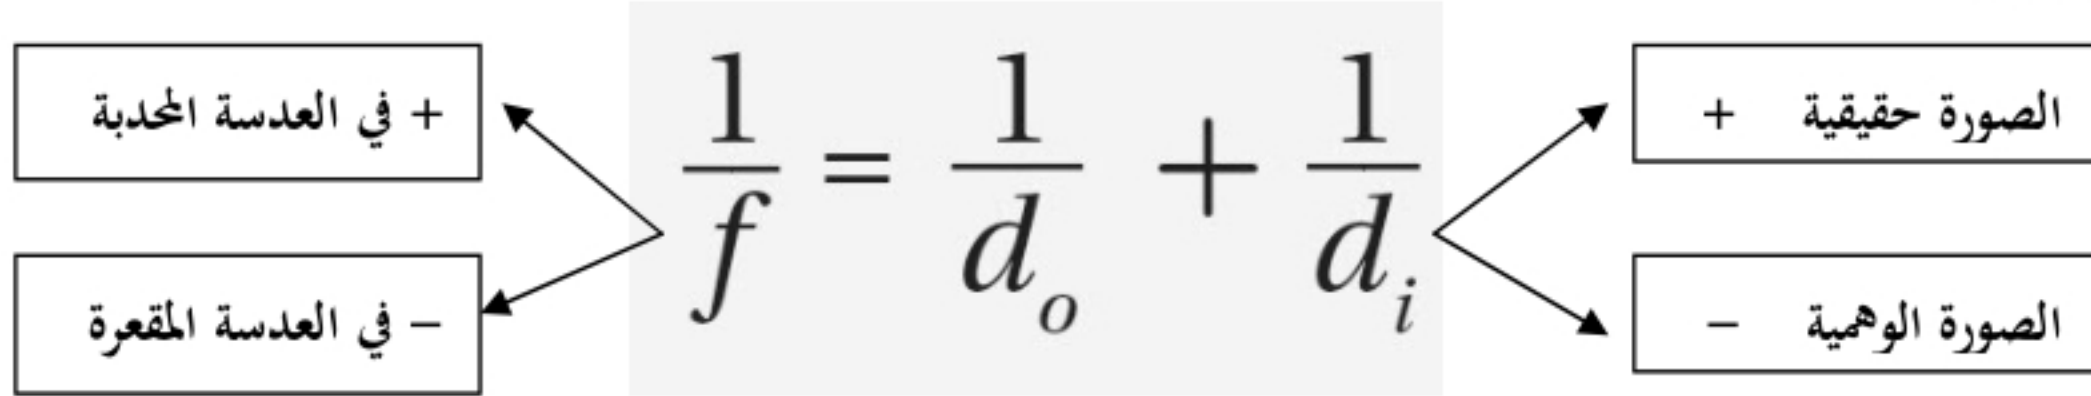 + في العدسة المحدبة
− في العدسة المقعرة
1/f = 1/d_o + 1/d_i
الصورة حقيقية +
الصورة الوهمية −